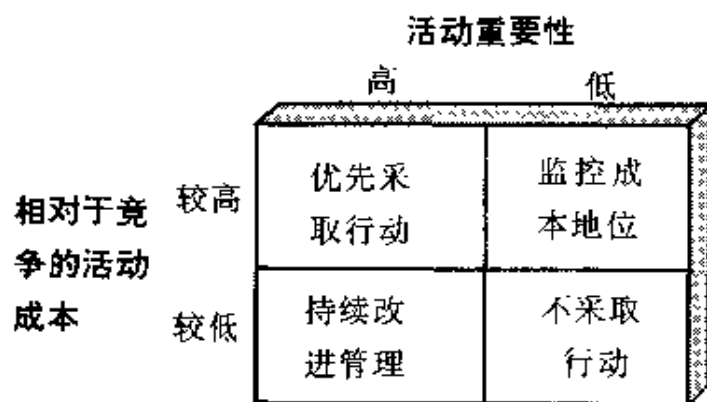 活动重要性
高 低
较高
优先采
取行动
监控成
本地位
相对于竞
争的活动
成本
较低
持续改
进管理
不采取
行动